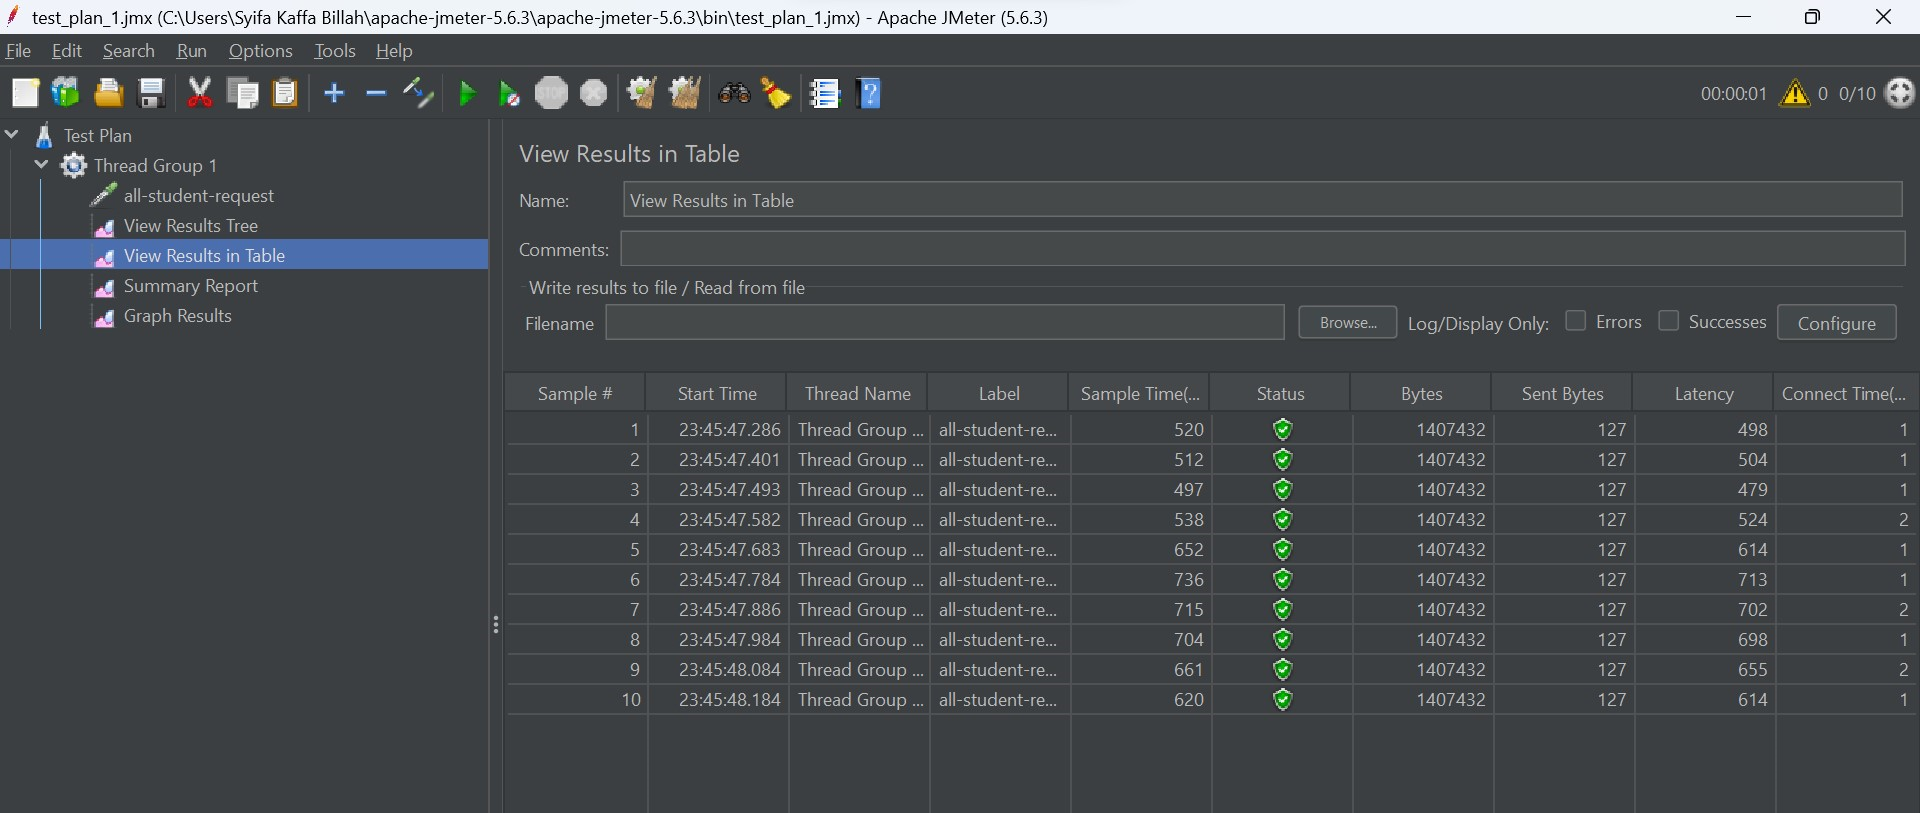 test_plan_1.jmx (C:\Users\Syifa Kaffa Billah\apache-jmeter-5.6.3\apache-jmeter-5.6.3\bin\test_plan_1.jmx) - Apache JMeter (5.6.3)
File Edit Search Run Options Tools Help
STOP 00:00:01 0 0/10
Test Plan
Thread Group 1
all-student-request
View Results Tree
View Results in Table
Summary Report
Graph Results
View Results in Table
Name: View Results in Table
Comments:
Write results to file / Read from file
Filename Browse... Log/Display Only: Errors Successes Configure
Sample # Start Time Thread Name Label Sample Time(... Status Bytes Sent Bytes Latency Connect Time(...
1 23:45:47.286 Thread Group ... all-student-re... 520 1407432 127 498 1
2 23:45:47.401 Thread Group ... all-student-re... 512 1407432 127 504 1
3 23:45:47.493 Thread Group ... all-student-re... 497 1407432 127 479 1
4 23:45:47.582 Thread Group ... all-student-re... 538 1407432 127 524 2
5 23:45:47.683 Thread Group ... all-student-re... 652 1407432 127 614 1
6 23:45:47.784 Thread Group ... all-student-re... 736 1407432 127 713 1
7 23:45:47.886 Thread Group ... all-student-re... 715 1407432 127 702 2
8 23:45:47.984 Thread Group ... all-student-re... 704 1407432 127 698 1
9 23:45:48.084 Thread Group ... all-student-re... 661 1407432 127 655 2
10 23:45:48.184 Thread Group ... all-student-re... 620 1407432 127 614 1